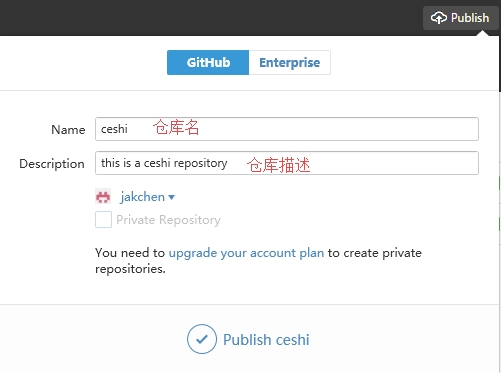 Publish
GitHub Enterprise
Name ceshi 仓库名
Description this is a ceshi repository 仓库描述
jakchen
Private Repository
You need to upgrade your account plan to create private
repositories.
Publish ceshi